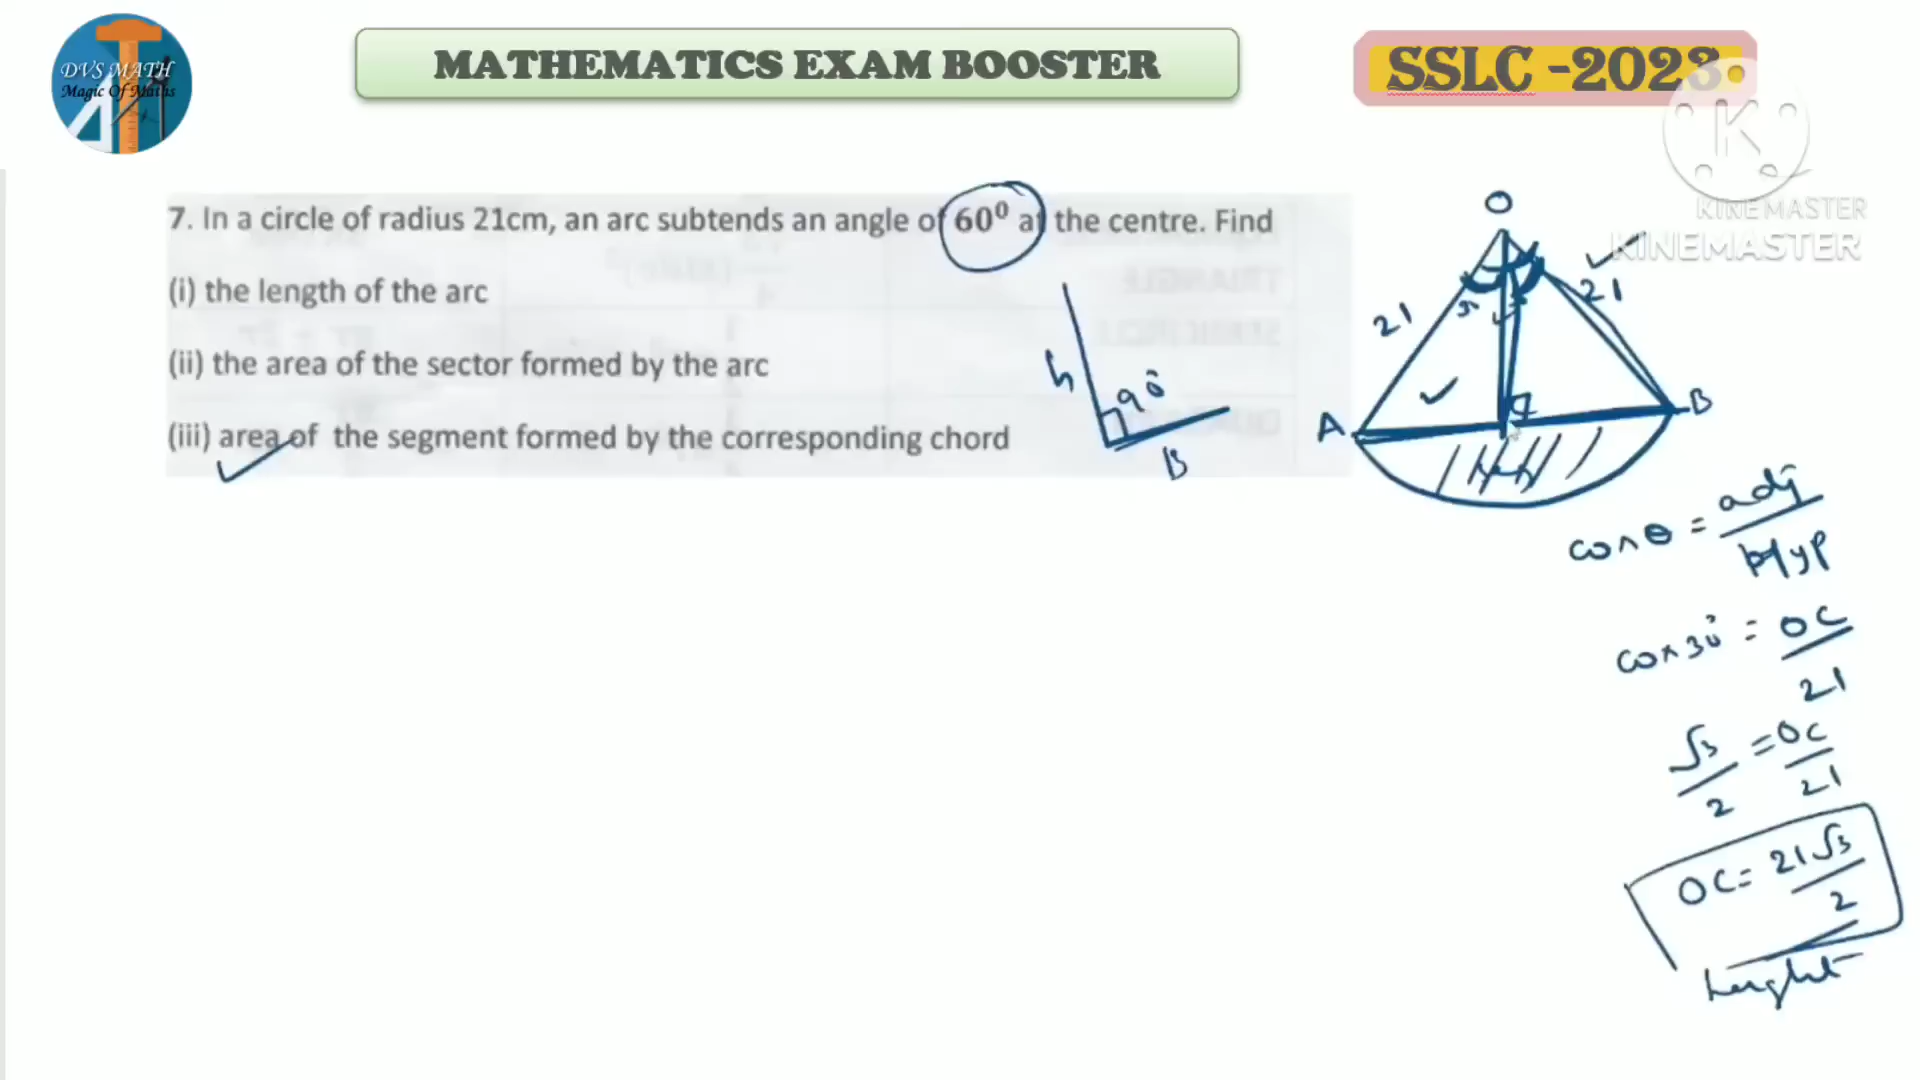 DVS MATH
Magic Of Maths
MATHEMATICS EXAM BOOSTER
SSLC -2023
K
KINEMASTER
KINEMASTER
7. In a circle of radius 21cm, an arc subtends an angle of 60⁰ at the centre. Find
(i) the length of the arc
(ii) the area of the sector formed by the arc
(iii) area of the segment formed by the corresponding chord
h
90°
B
O
21
21
A
B
cos θ = adj/hyp
cos 30° = OC/21
√3/2 = OC/21
OC = 21√3/2
height